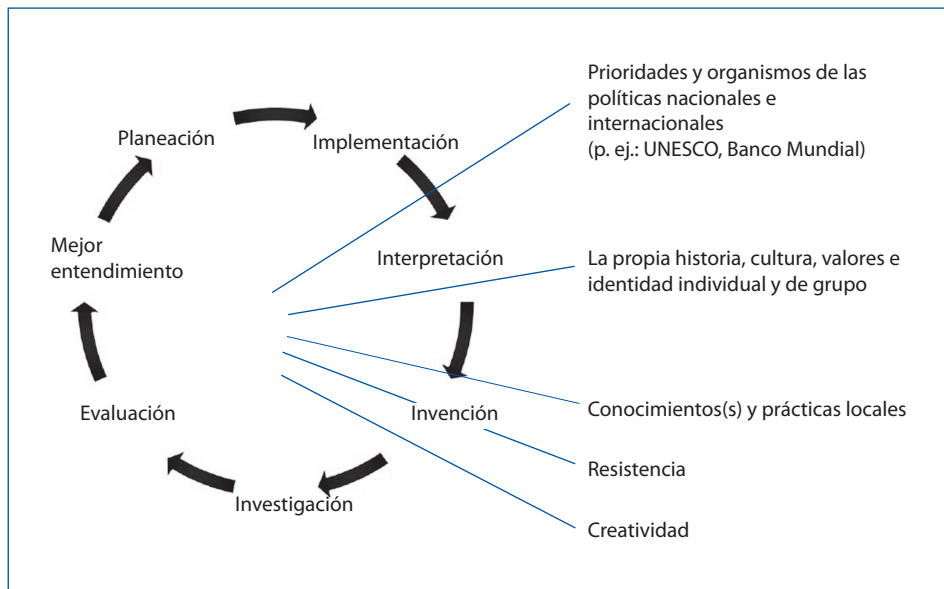 Planeación
Implementación
Interpretación
Invención
Investigación
Evaluación
Mejor
entendimiento
Prioridades y organismos de las
políticas nacionales e
internacionales
(p. ej.: UNESCO, Banco Mundial)
La propia historia, cultura, valores e
identidad individual y de grupo
Conocimientos(s) y prácticas locales
Resistencia
Creatividad